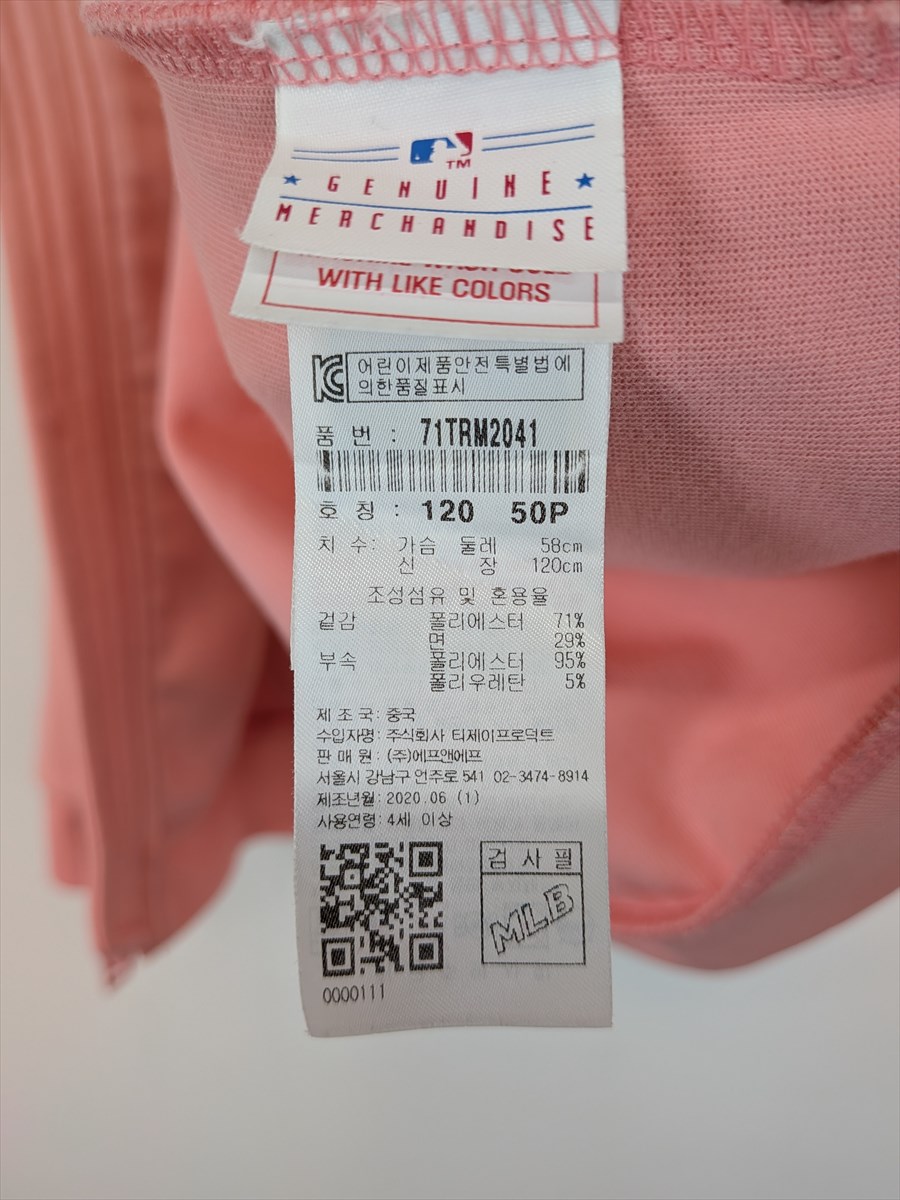 TM
GENUINE
MERCHANDISE
WITH LIKE COLORS
KC
어린이제품안전특별법에
의한품질표시
품 번 : 71TRM2041
호 칭 : 120 50P
치 수: 가슴 둘레 58cm
신 장 120cm
조성섬유 및 혼용율
겉감 폴리에스터 71%
면 29%
부속 폴리에스터 95%
폴리우레탄 5%
제 조 국: 중국
수입자명: 주식회사 티제이프로덕트
판 매 원: (주)에프앤에프
서울시 강남구 언주로 541 02-3474-8914
제조년월: 2020.06 (1)
사용연령: 4세 이상
검 사 필
MLB
0000111